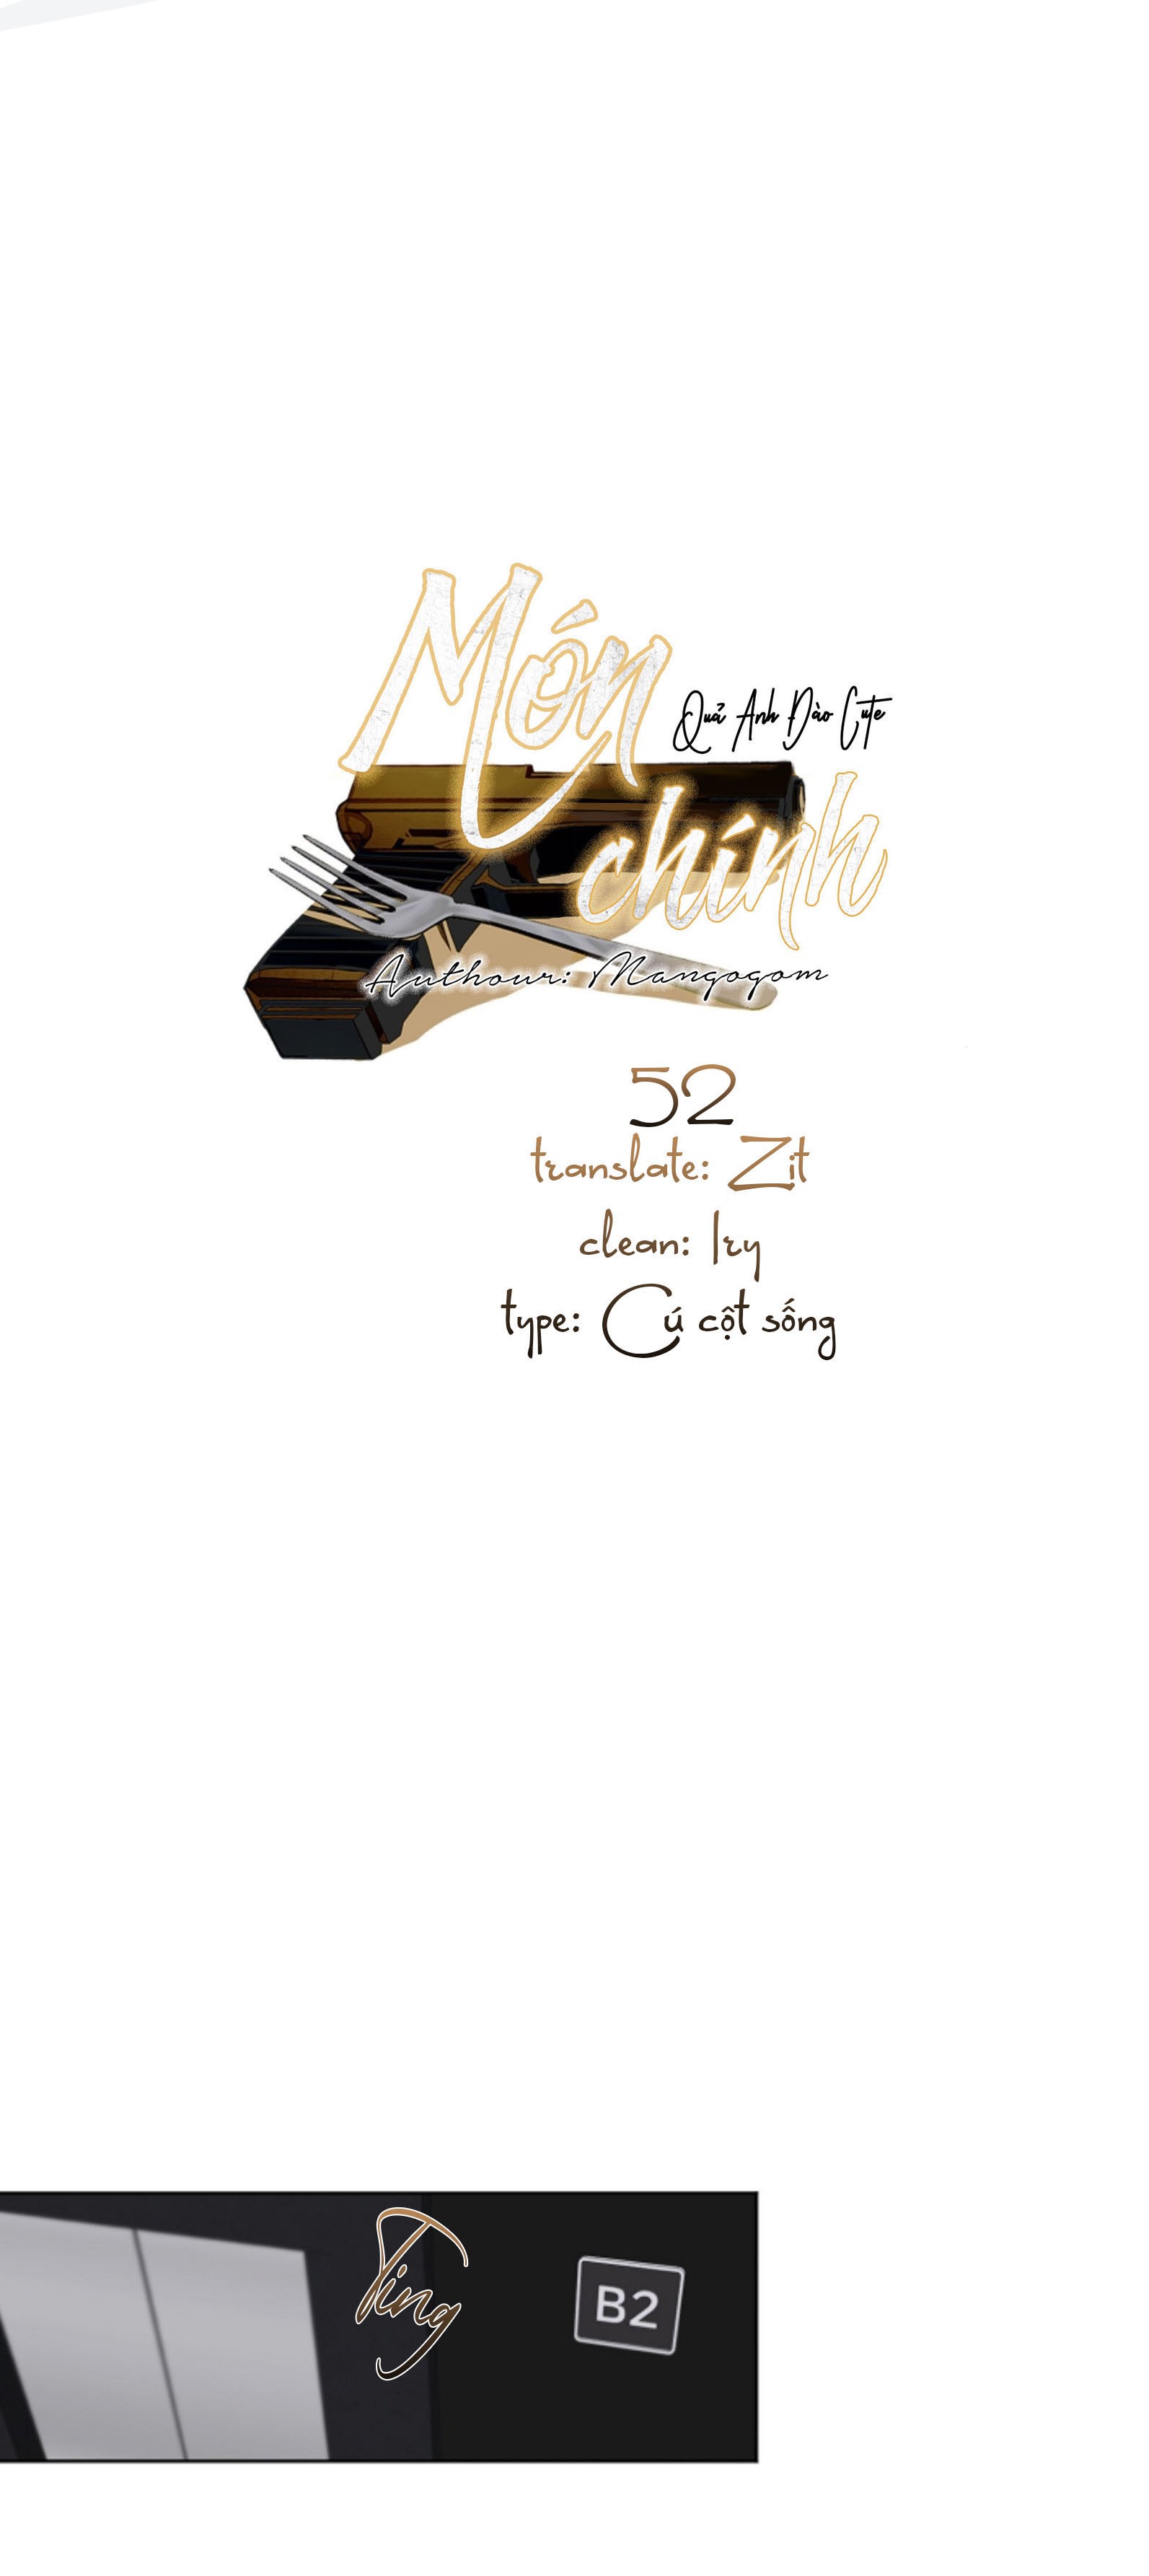 Món
Quả Anh Đào Cute
chính
Authour: Mangogom
52
translate: Zit
clean: Iry
type: Cú cột sống
Ting
B2